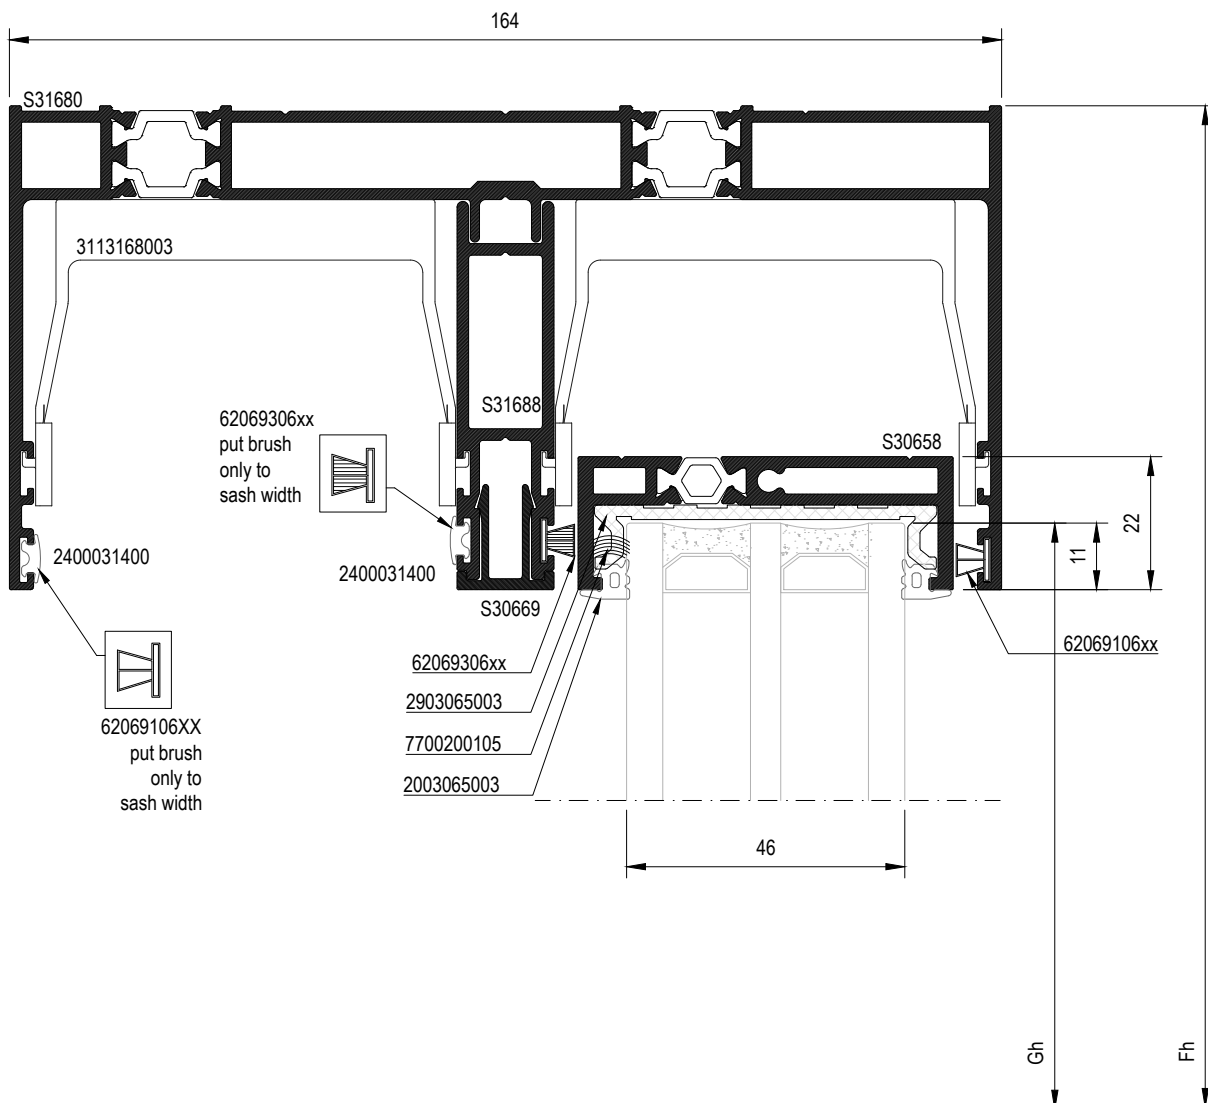 164
S31680
3113168003
S31688
62069306xx
put brush
only to
sash width
S30658
22
11
2400031400
2400031400
S30669
62069106xx
62069306xx
2903065003
7700200105
2003065003
62069106XX
put brush
only to
sash width
46
Gh
Fh